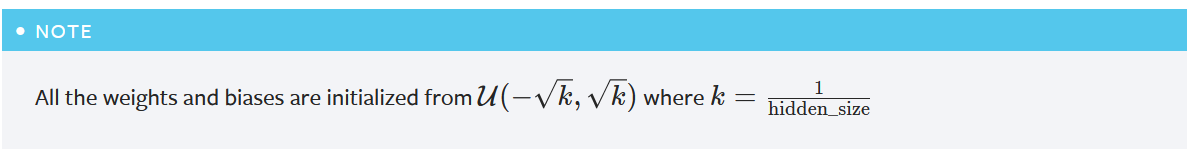 NOTE
All the weights and biases are initialized from 𝒰(−√k, √k) where k = 1/hidden_size